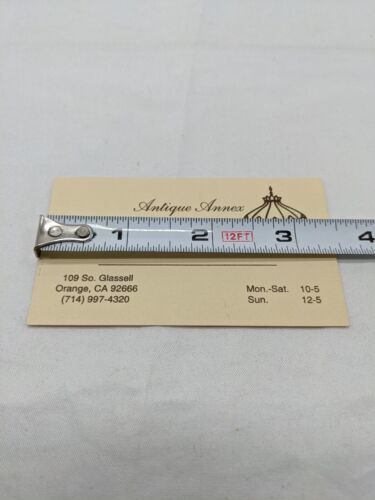 Antique Annex
1 2 12FT 3 4
109 So. Glassell
Orange, CA 92666
(714) 997-4320
Mon.-Sat. 10-5
Sun. 12-5